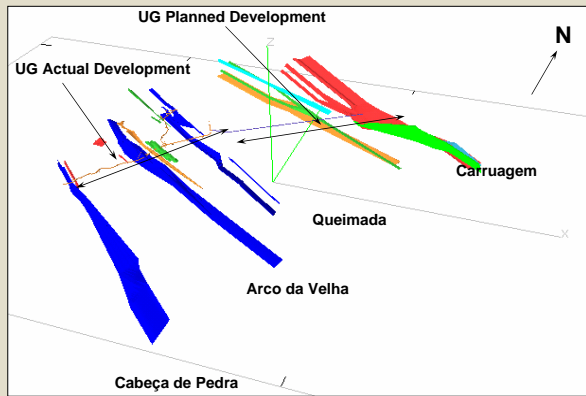 UG Planned Development
N
Z
UG Actual Development
Carruagem
Queimada
X
Arco da Velha
Cabeça de Pedra